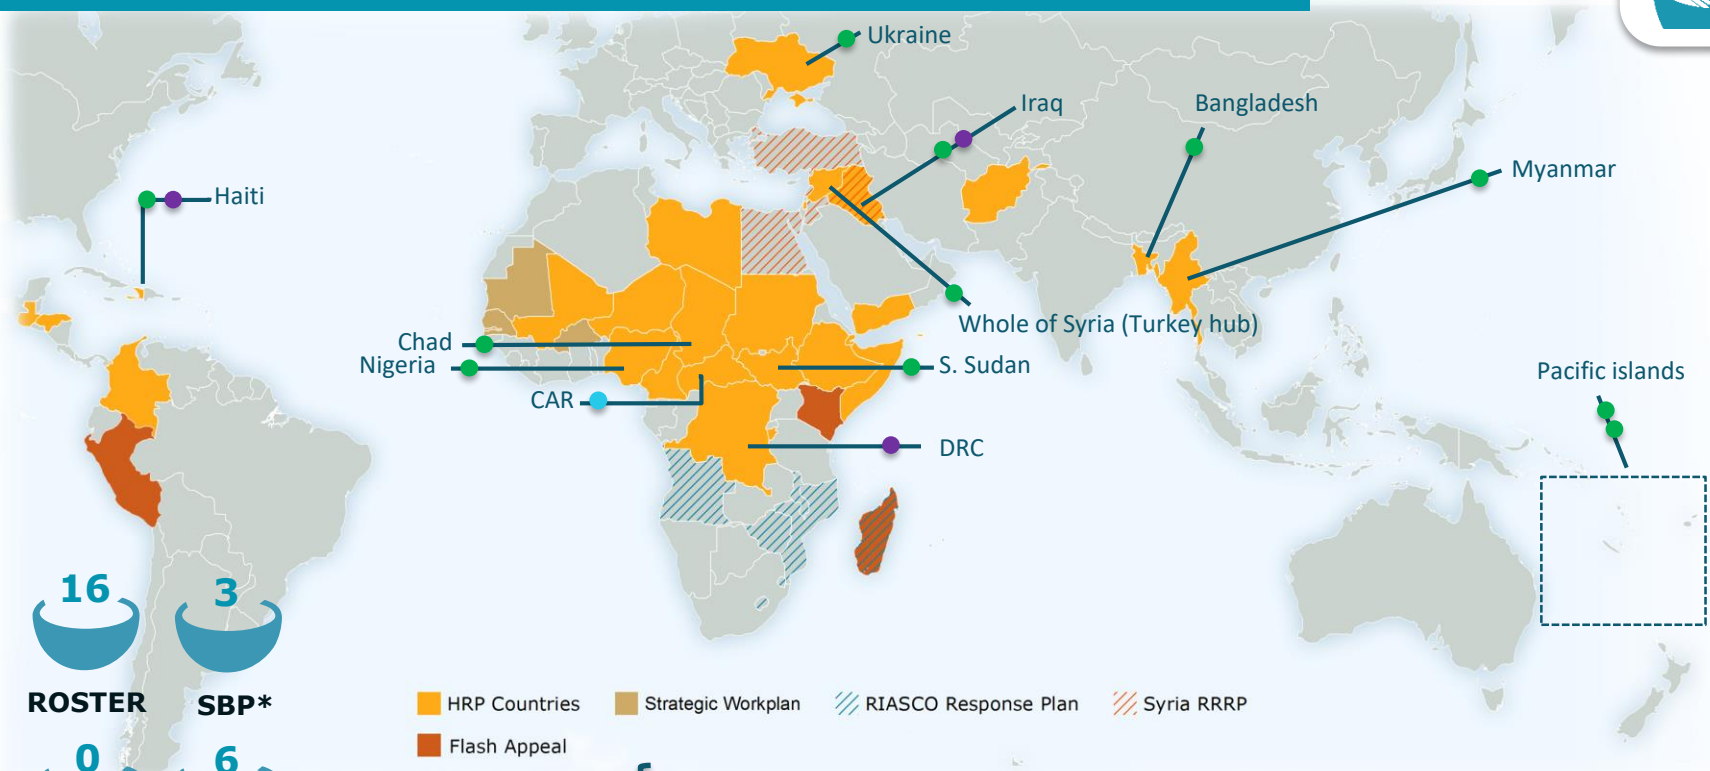 Ukraine
Iraq
Bangladesh
Myanmar
Haiti
Whole of Syria (Turkey hub)
Chad
Nigeria
S. Sudan
Pacific islands
CAR
DRC
16
3
ROSTER
SBP*
HRP Countries
Strategic Workplan
RIASCO Response Plan
Syria RRRP
Flash Appeal
0
6